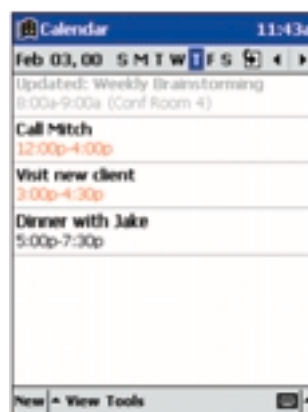 Calendar 11:43a
Feb 03, 00 S M T W T F S
Updated: Weekly Brainstorming
8:00a-9:00a (Conf Room 4)
Call Mitch
12:00p-4:00p
Visit new client
3:00p-4:30p
Dinner with Jake
5:00p-7:30p
New View Tools